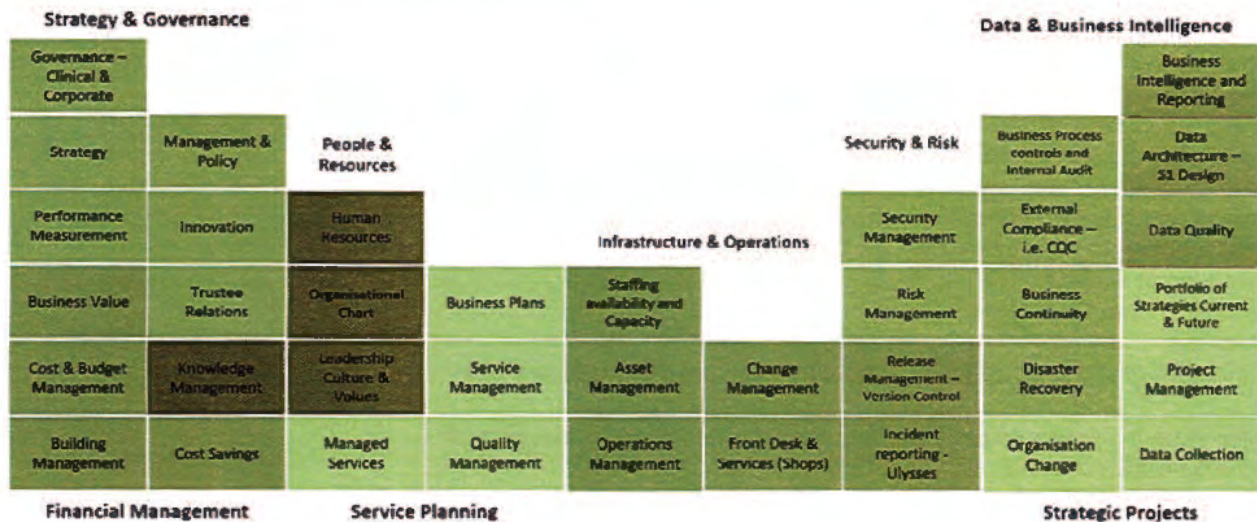 Strategy & Governance
Data & Business Intelligence
Governance –
Clinical &
Corporate
Business
Intelligence and
Reporting
Strategy
Management &
Policy
People &
Resources
Security & Risk
Business Process
controls and
Internal Audit
Data
Architecture –
S1 Design
Performance
Measurement
Innovation
Human
Resources
Infrastructure & Operations
Security
Management
External
Compliance –
i.e. CQC
Data Quality
Business Value
Trustee
Relations
Organisational
Chart
Business Plans
Staffing
availability and
Capacity
Risk
Management
Business
Continuity
Portfolio of
Strategies Current
& Future
Cost & Budget
Management
Knowledge
Management
Leadership
Culture &
Values
Service
Management
Asset
Management
Change
Management
Release
Management –
Version Control
Disaster
Recovery
Project
Management
Building
Management
Cost Savings
Managed
Services
Quality
Management
Operations
Management
Front Desk &
Services (Shops)
Incident
reporting -
Ulysses
Organisation
Change
Data Collection
Financial Management
Service Planning
Strategic Projects